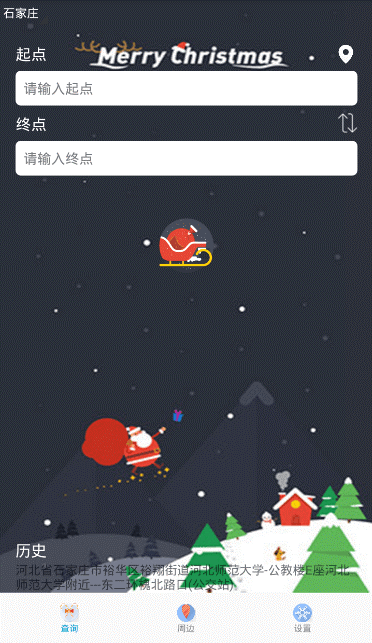 石家庄
Merry Christmas
起点
请输入起点
终点
请输入终点
历史
河北省石家庄市裕华区裕翔街道河北师范大学-公教楼E座河北
师范大学附近--东二环槐北路口(公交站)
查询
周边
设置